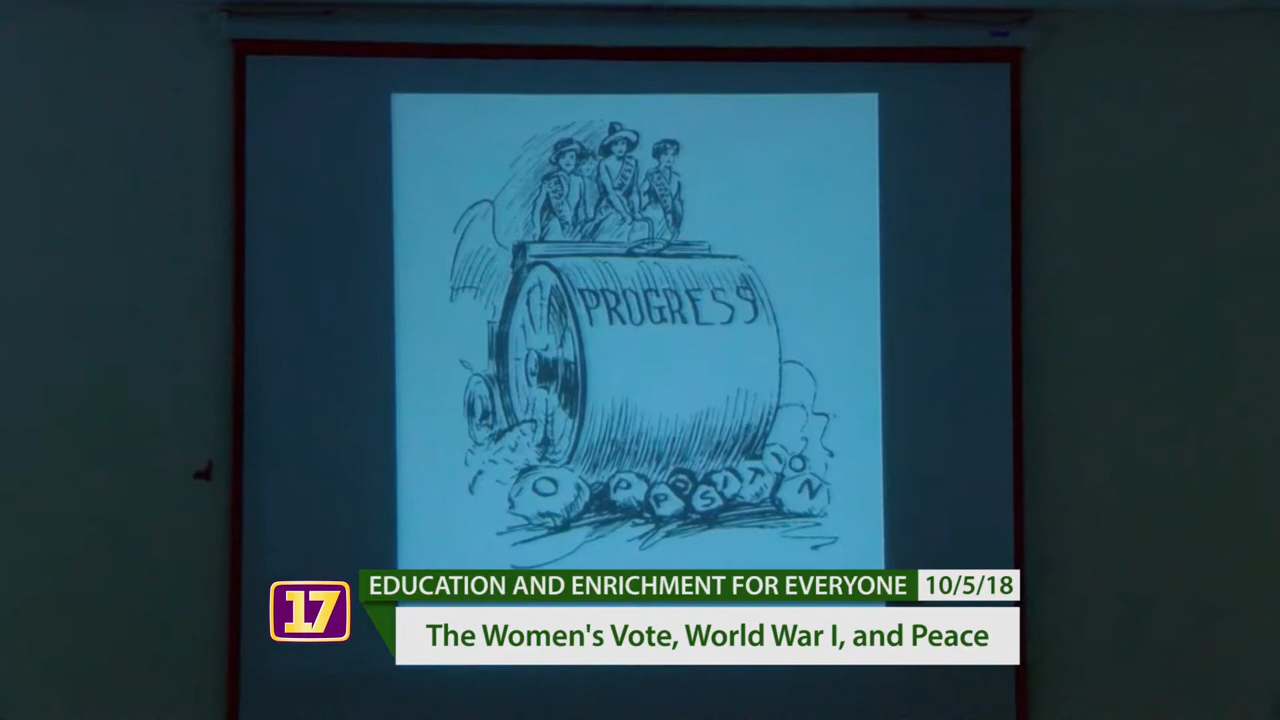 PROGRESS
OPPOSITION
17
EDUCATION AND ENRICHMENT FOR EVERYONE 10/5/18
The Women's Vote, World War I, and Peace